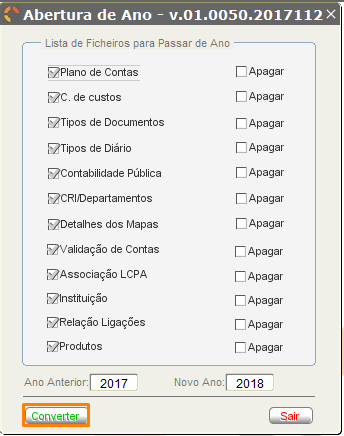 Abertura de Ano - v.01.0050.2017112
Lista de Ficheiros para Passar de Ano
Plano de Contas Apagar
C. de custos Apagar
Tipos de Documentos Apagar
Tipos de Diário Apagar
Contabilidade Pública Apagar
CRI/Departamentos Apagar
Detalhes dos Mapas Apagar
Validação de Contas Apagar
Associação LCPA Apagar
Instituição Apagar
Relação Ligações Apagar
Produtos Apagar
Ano Anterior: 2017 Novo Ano: 2018
Converter Sair